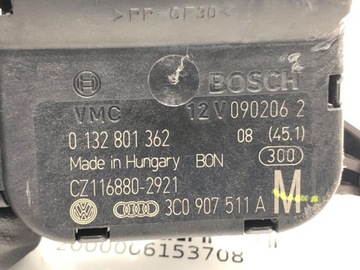 >PP-GF30<
BOSCH
VMC 12 V 090206 2
0 132 801 362 08 (45.1)
Made in Hungary BON 300
CZ116880-2921
3C0 907 511 A M
2000006153708